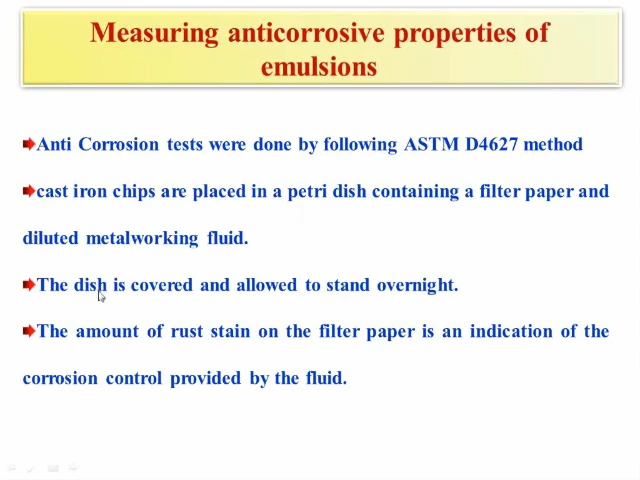 Measuring anticorrosive properties of
emulsions
Anti Corrosion tests were done by following ASTM D4627 method
cast iron chips are placed in a petri dish containing a filter paper and
diluted metalworking fluid.
The dish is covered and allowed to stand overnight.
The amount of rust stain on the filter paper is an indication of the
corrosion control provided by the fluid.